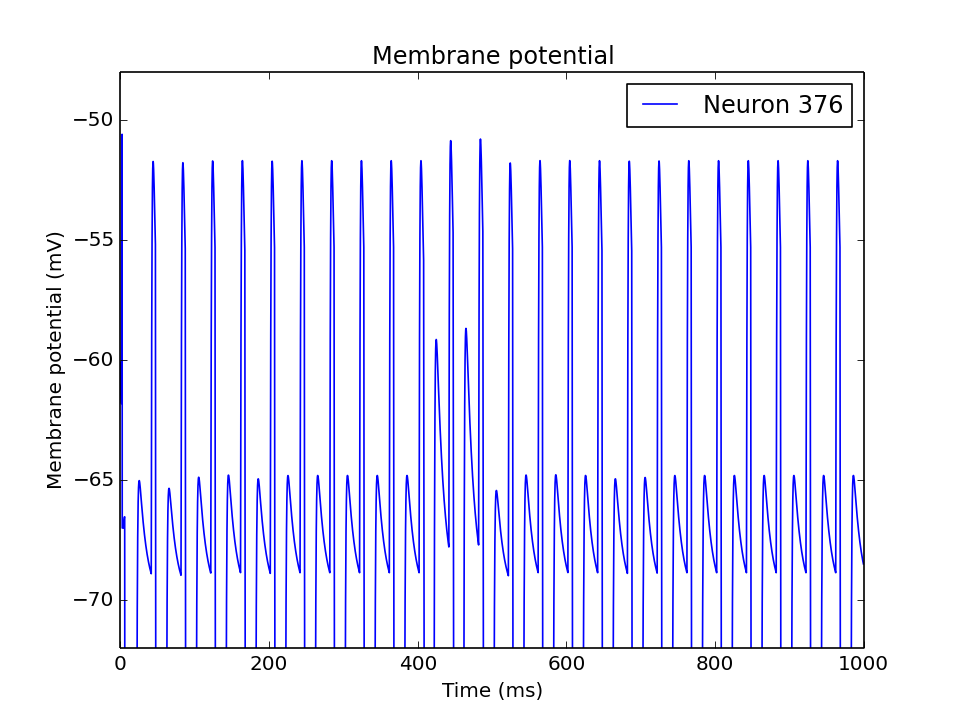 Membrane potential
Neuron 376
Membrane potential (mV)
−50
−55
−60
−65
−70
0 200 400 600 800 1000
Time (ms)